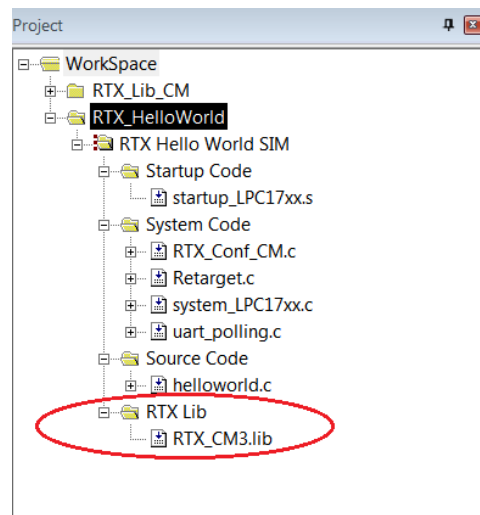 Project
WorkSpace
RTX_Lib_CM
RTX_HelloWorld
RTX Hello World SIM
Startup Code
startup_LPC17xx.s
System Code
RTX_Conf_CM.c
Retarget.c
system_LPC17xx.c
uart_polling.c
Source Code
helloworld.c
RTX Lib
RTX_CM3.lib